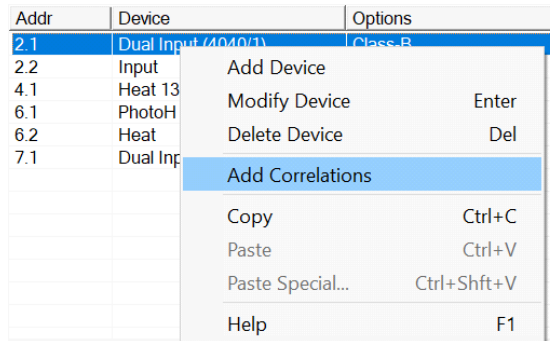 Addr Device Options
2.1 Dual Input (4040/1) Class-B
2.2 Input Add Device
4.1 Heat 13 Modify Device Enter
6.1 PhotoH
6.2 Heat Delete Device Del
7.1 Dual Inp
Add Correlations
Copy Ctrl+C
Paste Ctrl+V
Paste Special... Ctrl+Shft+V
Help F1